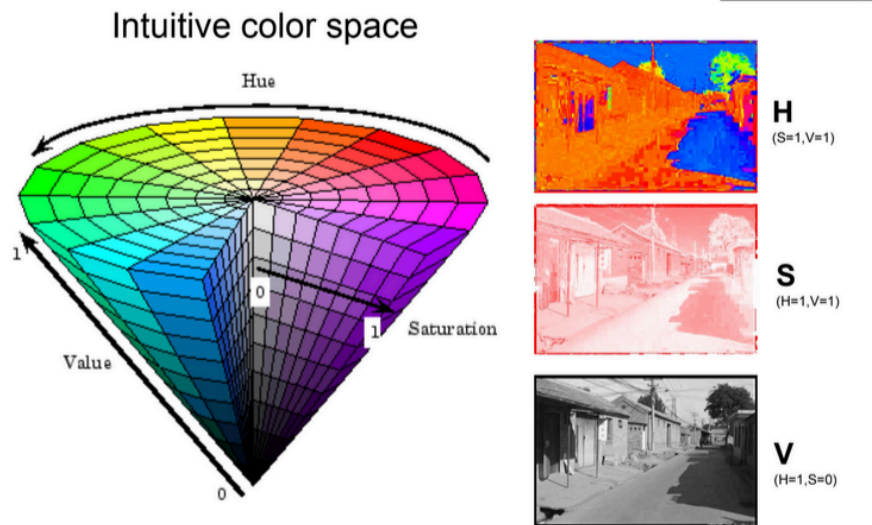 Intuitive color space
Hue
1
0
1
Saturation
Value
0
H
(S=1,V=1)
S
(H=1,V=1)
V
(H=1,S=0)